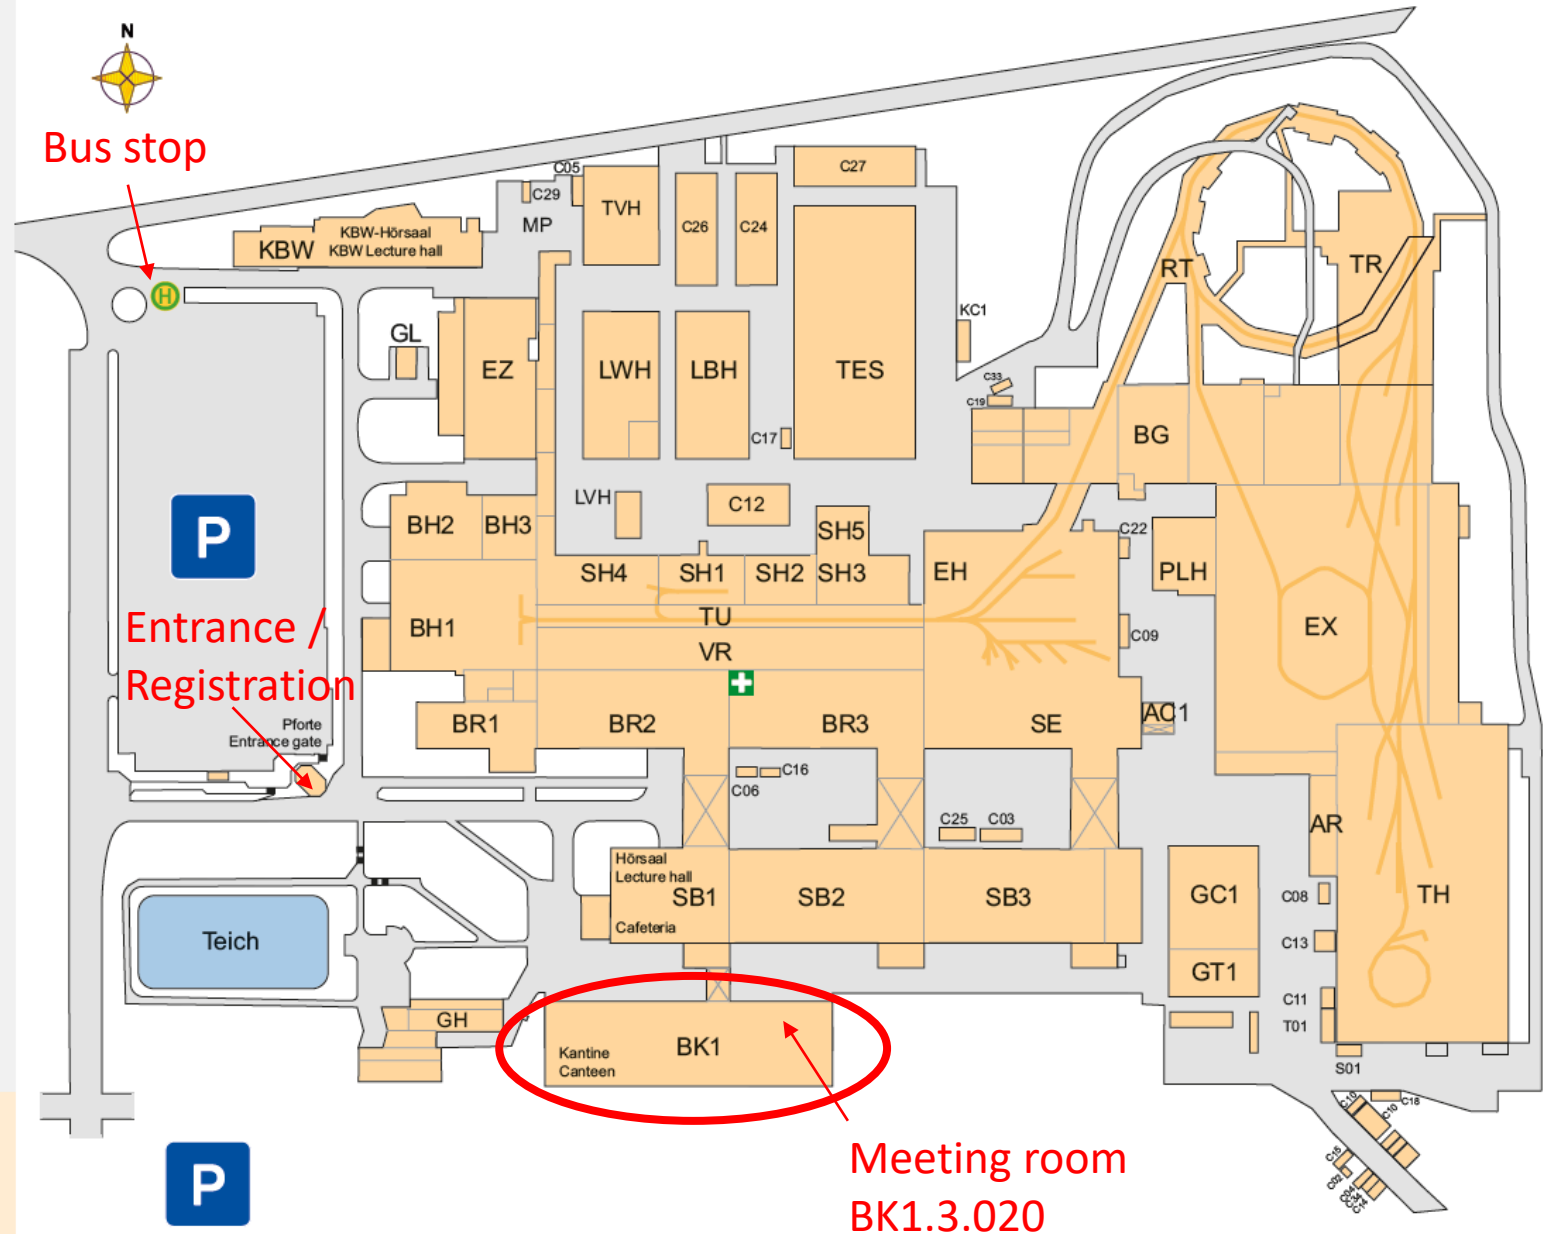 N
Bus stop
C05
C29
MP
TVH
C26
C24
C27
KBW
KBW-Hörsaal
KBW Lecture hall
H
GL
EZ
LWH
LBH
TES
KC1
C33
C19
C17
RT
TR
BG
P
BH2
BH3
LVH
C12
SH5
C22
SH4
SH1
SH2
SH3
EH
PLH
Entrance /
Registration
BH1
TU
VR
C09
EX
Pforte
Entrance gate
BR1
BR2
BR3
SE
AC1
C06
C16
C25
C03
AR
Hörsaal
Lecture hall
SB1
SB2
SB3
Cafeteria
GC1
C08
TH
Teich
C13
GT1
C11
T01
GH
BK1
Kantine
Canteen
S01
C10
C10
C18
C15
C02
C14
P
Meeting room
BK1.3.020